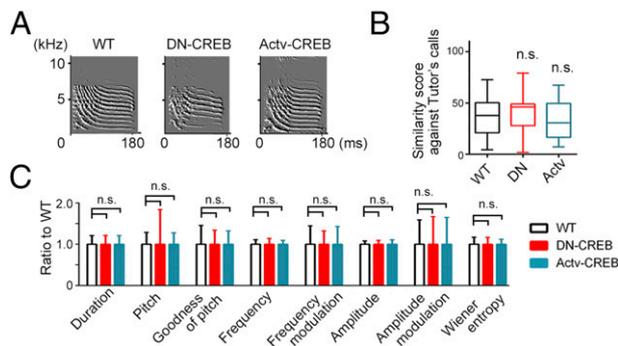 A
(kHz) WT DN-CREB Actv-CREB
10
5
0
0 180 0 180 0 180 (ms)
B
Similarity score
against Tutor's calls
100
50
0
n.s.
n.s.
WT DN Actv
C
Ratio to WT
2.0
1.0
0
n.s. n.s. n.s. n.s. n.s. n.s. n.s. n.s.
Duration
Pitch
Goodness
of pitch
Frequency
Frequency
modulation
Amplitude
Amplitude
modulation
Wiener
entropy
WT
DN-CREB
Actv-CREB